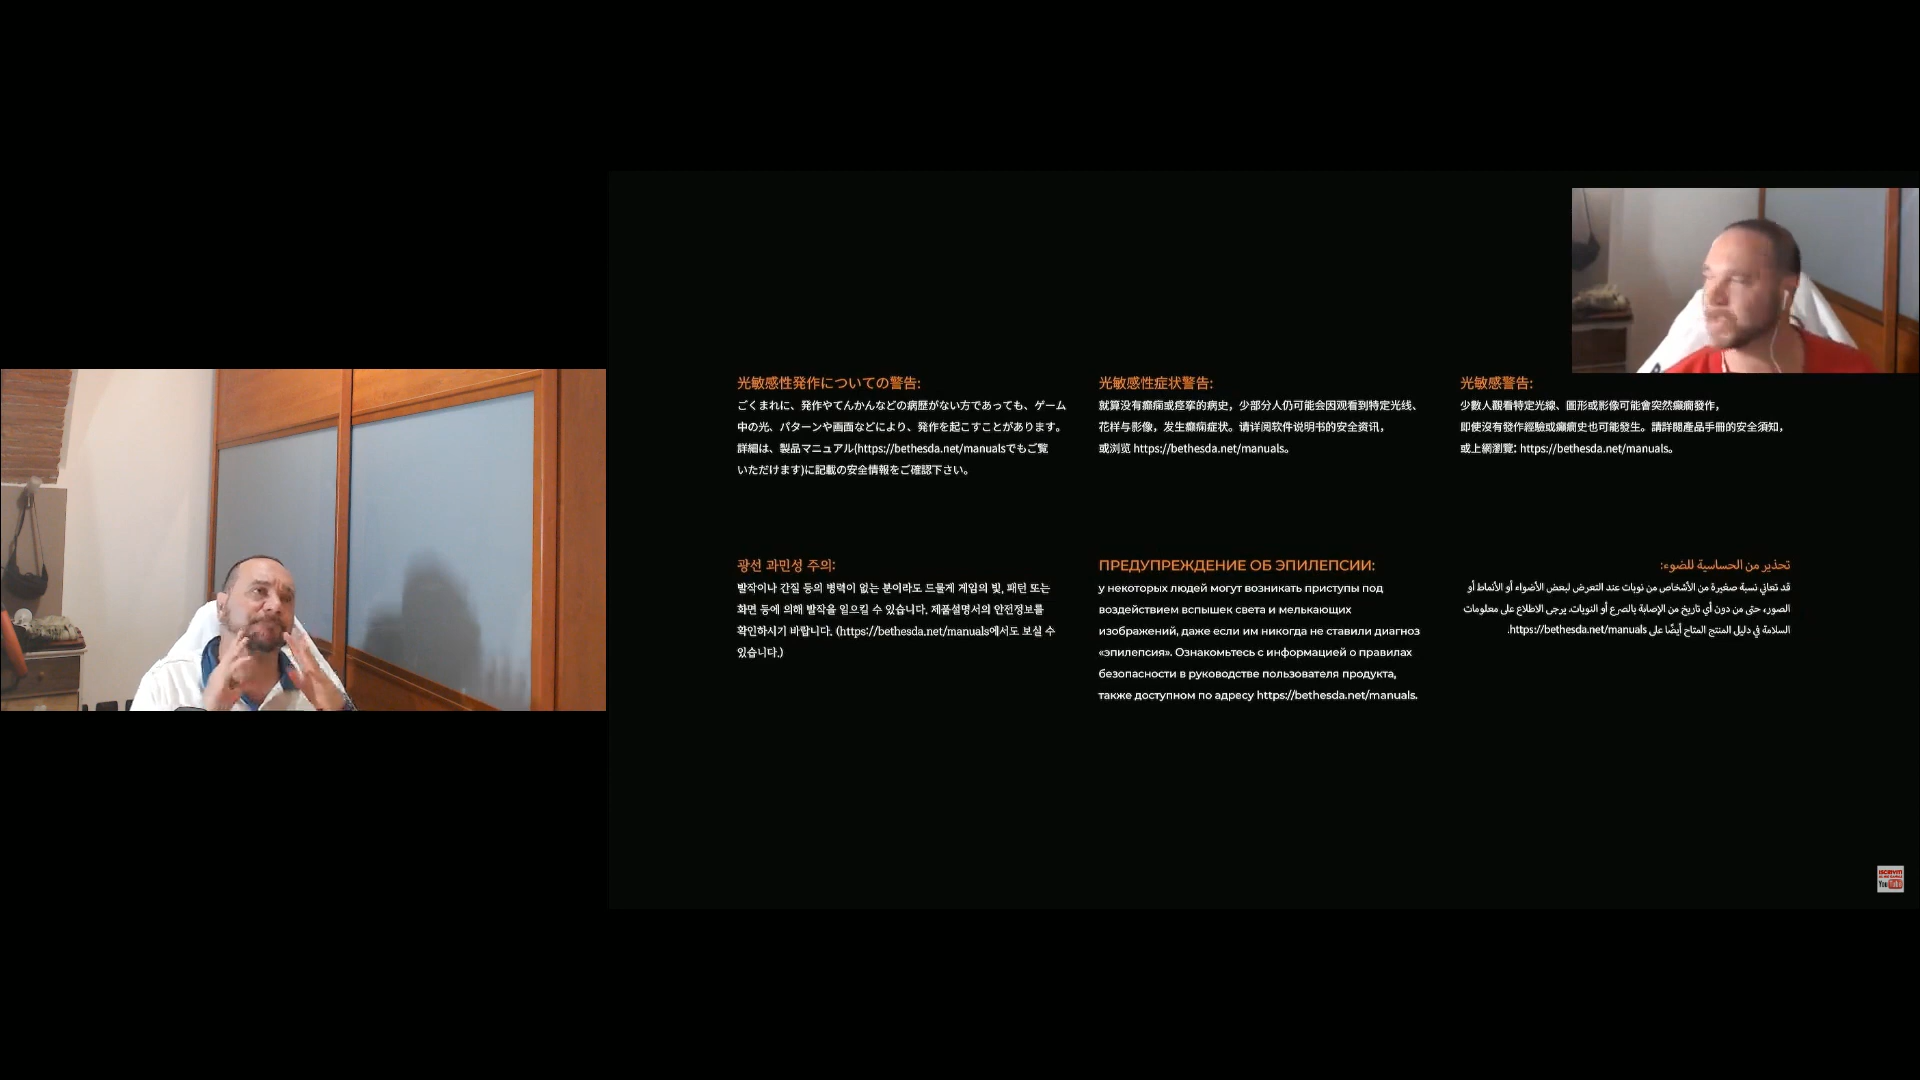 光敏感性発作についての警告:
ごくまれに、発作やてんかんなどの病歴がない方であっても、ゲーム
中の光、パターンや画面などにより、発作を起こすことがあります。
詳細は、製品マニュアル(https://bethesda.net/manualsでもご覧
いただけます)に記載の安全情報をご確認下さい。
光敏感性症状警告:
就算没有癫痫或痉挛的病史，少部分人仍可能会因观看到特定光线、
花样与影像，发生癫痫症状。请详阅软件说明书的安全资讯，
或浏览 https://bethesda.net/manuals。
光敏感警告:
少數人觀看特定光線、圖形或影像可能會突然癲癇發作，
即使沒有發作經驗或癲癇史也可能發生。請詳閱產品手冊的安全須知，
或上網瀏覽: https://bethesda.net/manuals。
광선 과민성 주의:
발작이나 간질 등의 병력이 없는 분이라도 드물게 게임의 빛, 패턴 또는
화면 등에 의해 발작을 일으킬 수 있습니다. 제품설명서의 안전정보를
확인하시기 바랍니다. (https://bethesda.net/manuals에서도 보실 수
있습니다.)
ПРЕДУПРЕЖДЕНИЕ ОБ ЭПИЛЕПСИИ:
у некоторых людей могут возникать приступы под
воздействием вспышек света и мелькающих
изображений, даже если им никогда не ставили диагноз
«эпилепсия». Ознакомьтесь с информацией о правилах
безопасности в руководстве пользователя продукта,
также доступном по адресу https://bethesda.net/manuals.
تحذير من الحساسية للضوء:
قد تعاني نسبة صغيرة من الأشخاص من نوبات عند التعرض لبعض الأضواء أو الأنماط أو
الصور، حتى من دون أي تاريخ من الإصابة بالصرع أو النوبات. يرجى الاطلاع على معلومات
السلامة في دليل المنتج المتاح أيضًا على https://bethesda.net/manuals.
ISCRIVITI
YouTube